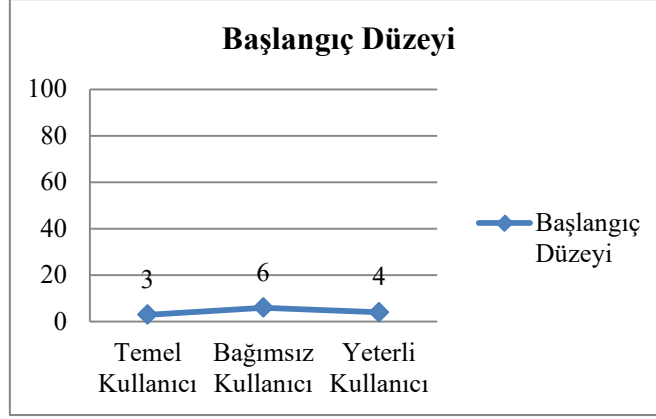 Başlangıç Düzeyi
100
80
60
40
20
0
3
6
4
Temel Kullanıcı
Bağımsız Kullanıcı
Yeterli Kullanıcı
Başlangıç
Düzeyi